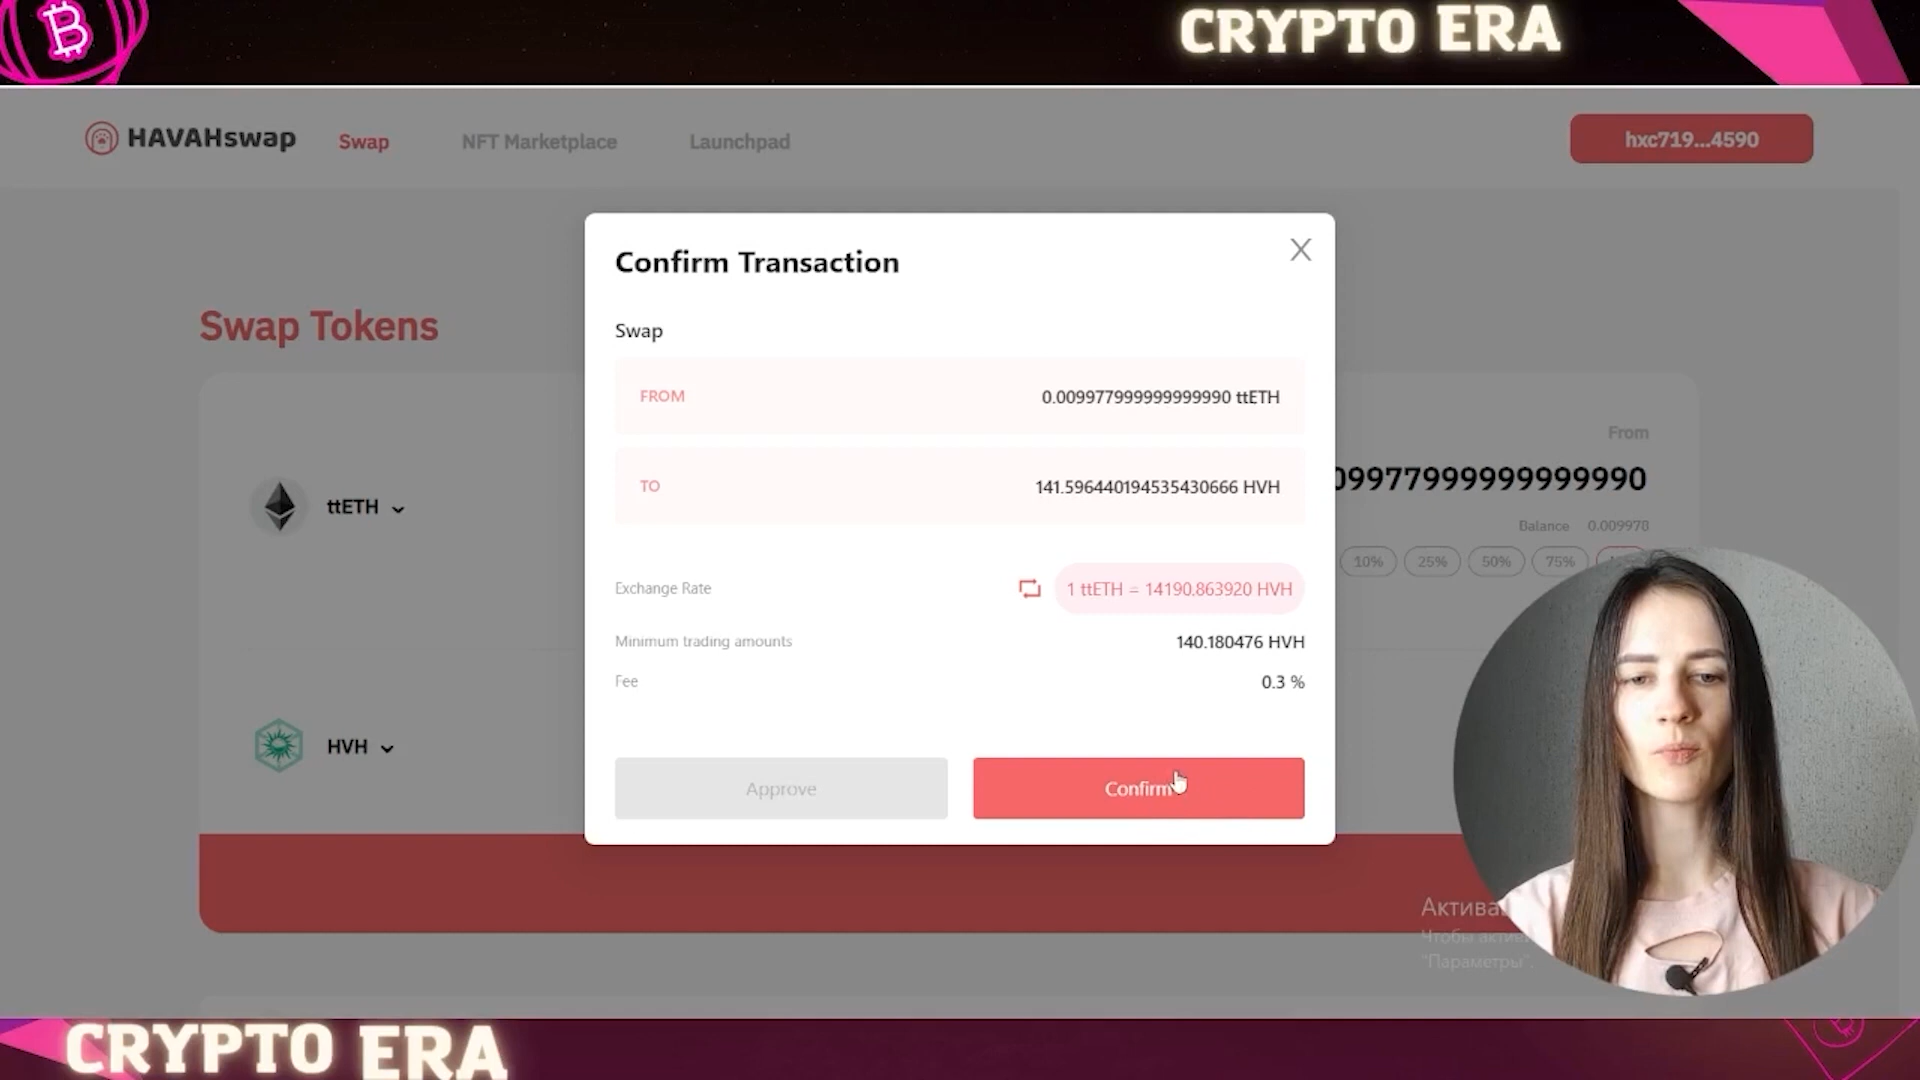 CRYPTO ERA
HAVAHswap
Swap
NFT Marketplace
Launchpad
hxc719...4590
Confirm Transaction
Swap Tokens
Swap
FROM
0.009977999999999990 ttETH
TO
141.596440194535430666 HVH
From
Balance 0.009978
10%
25%
50%
75%
ttETH
Exchange Rate
1 ttETH = 14190.863920 HVH
Minimum trading amounts
140.180476 HVH
Fee
0.3 %
HVH
Approve
Confirm
"Параметры".
CRYPTO ERA